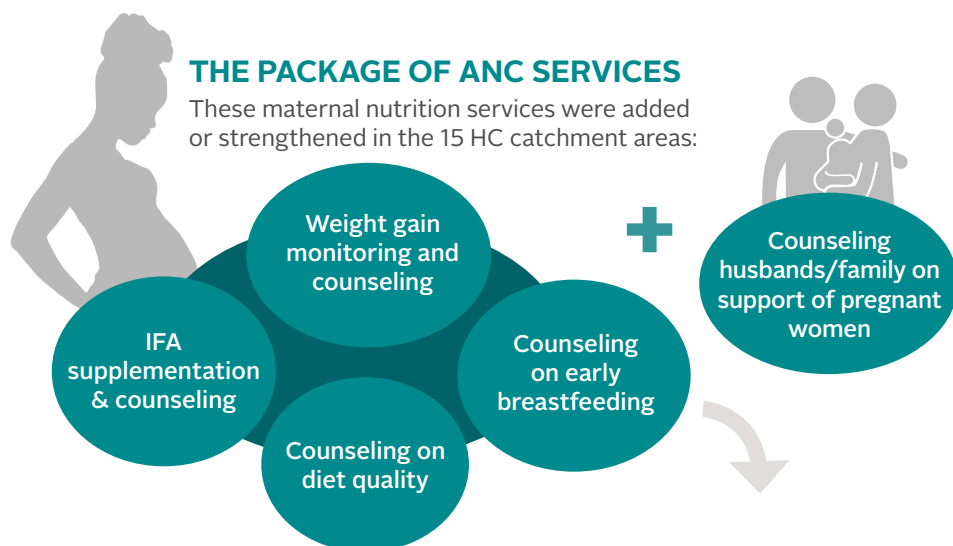 THE PACKAGE OF ANC SERVICES
These maternal nutrition services were added
or strengthened in the 15 HC catchment areas:
Weight gain
monitoring and
counseling
IFA
supplementation
& counseling
Counseling on
diet quality
Counseling
on early
breastfeeding
+
Counseling
husbands/family on
support of pregnant
women